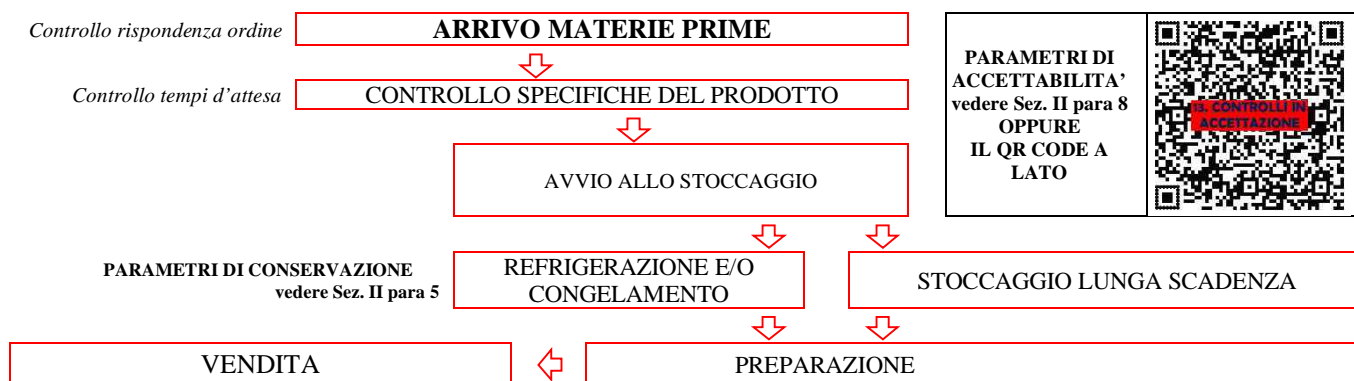 Controllo rispondenza ordine
ARRIVO MATERIE PRIME
Controllo tempi d'attesa
CONTROLLO SPECIFICHE DEL PRODOTTO
PARAMETRI DI
ACCETTABILITA'
vedere Sez. II para 8
OPPURE
IL QR CODE A
LATO
13. CONTROLLI IN
ACCETTAZIONE
AVVIO ALLO STOCCAGGIO
PARAMETRI DI CONSERVAZIONE
vedere Sez. II para 5
REFRIGERAZIONE E/O
CONGELAMENTO
STOCCAGGIO LUNGA SCADENZA
VENDITA
PREPARAZIONE